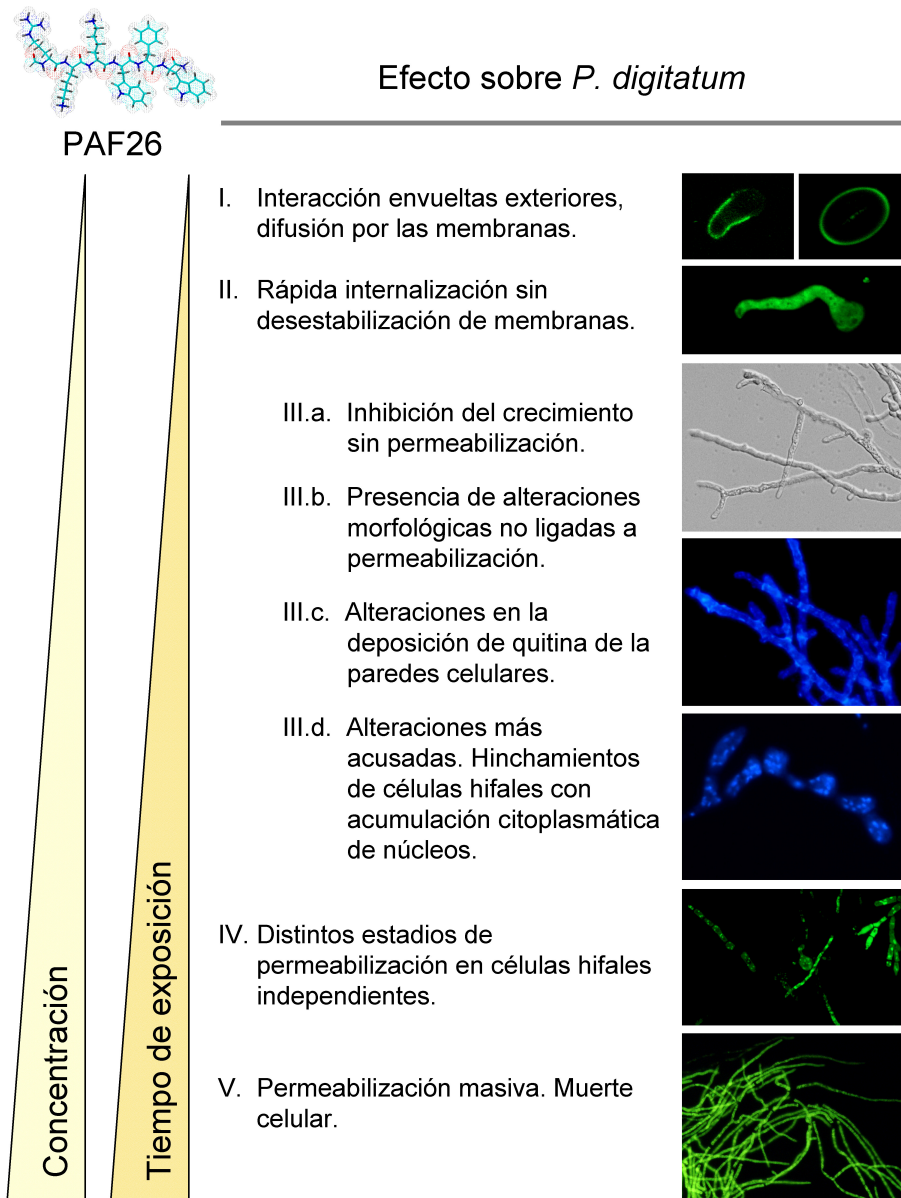 Efecto sobre P. digitatum
PAF26
I. Interacción envueltas exteriores,
difusión por las membranas.
II. Rápida internalización sin
desestabilización de membranas.
III.a. Inhibición del crecimiento
sin permeabilización.
III.b. Presencia de alteraciones
morfológicas no ligadas a
permeabilización.
III.c. Alteraciones en la
deposición de quitina de la
paredes celulares.
III.d. Alteraciones más
acusadas. Hinchamientos
de células hifales con
acumulación citoplasmática
de núcleos.
IV. Distintos estadios de
permeabilización en células hifales
independientes.
V. Permeabilización masiva. Muerte
celular.
Concentración
Tiempo de exposición